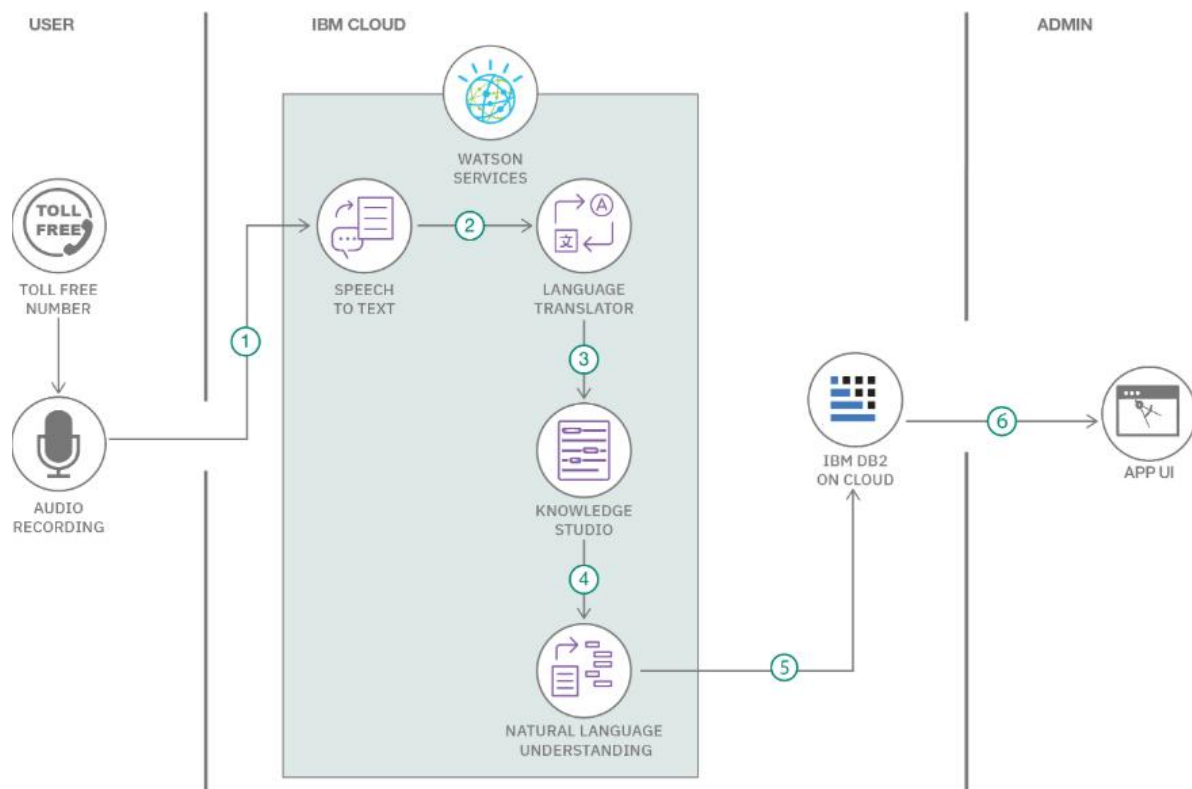 USER
IBM CLOUD
ADMIN
WATSON
SERVICES
TOLL
FREE
TOLL FREE
NUMBER
SPEECH
TO TEXT
2
A
文
LANGUAGE
TRANSLATOR
1
3
AUDIO
RECORDING
KNOWLEDGE
STUDIO
4
NATURAL LANGUAGE
UNDERSTANDING
5
IBM DB2
ON CLOUD
6
APP UI